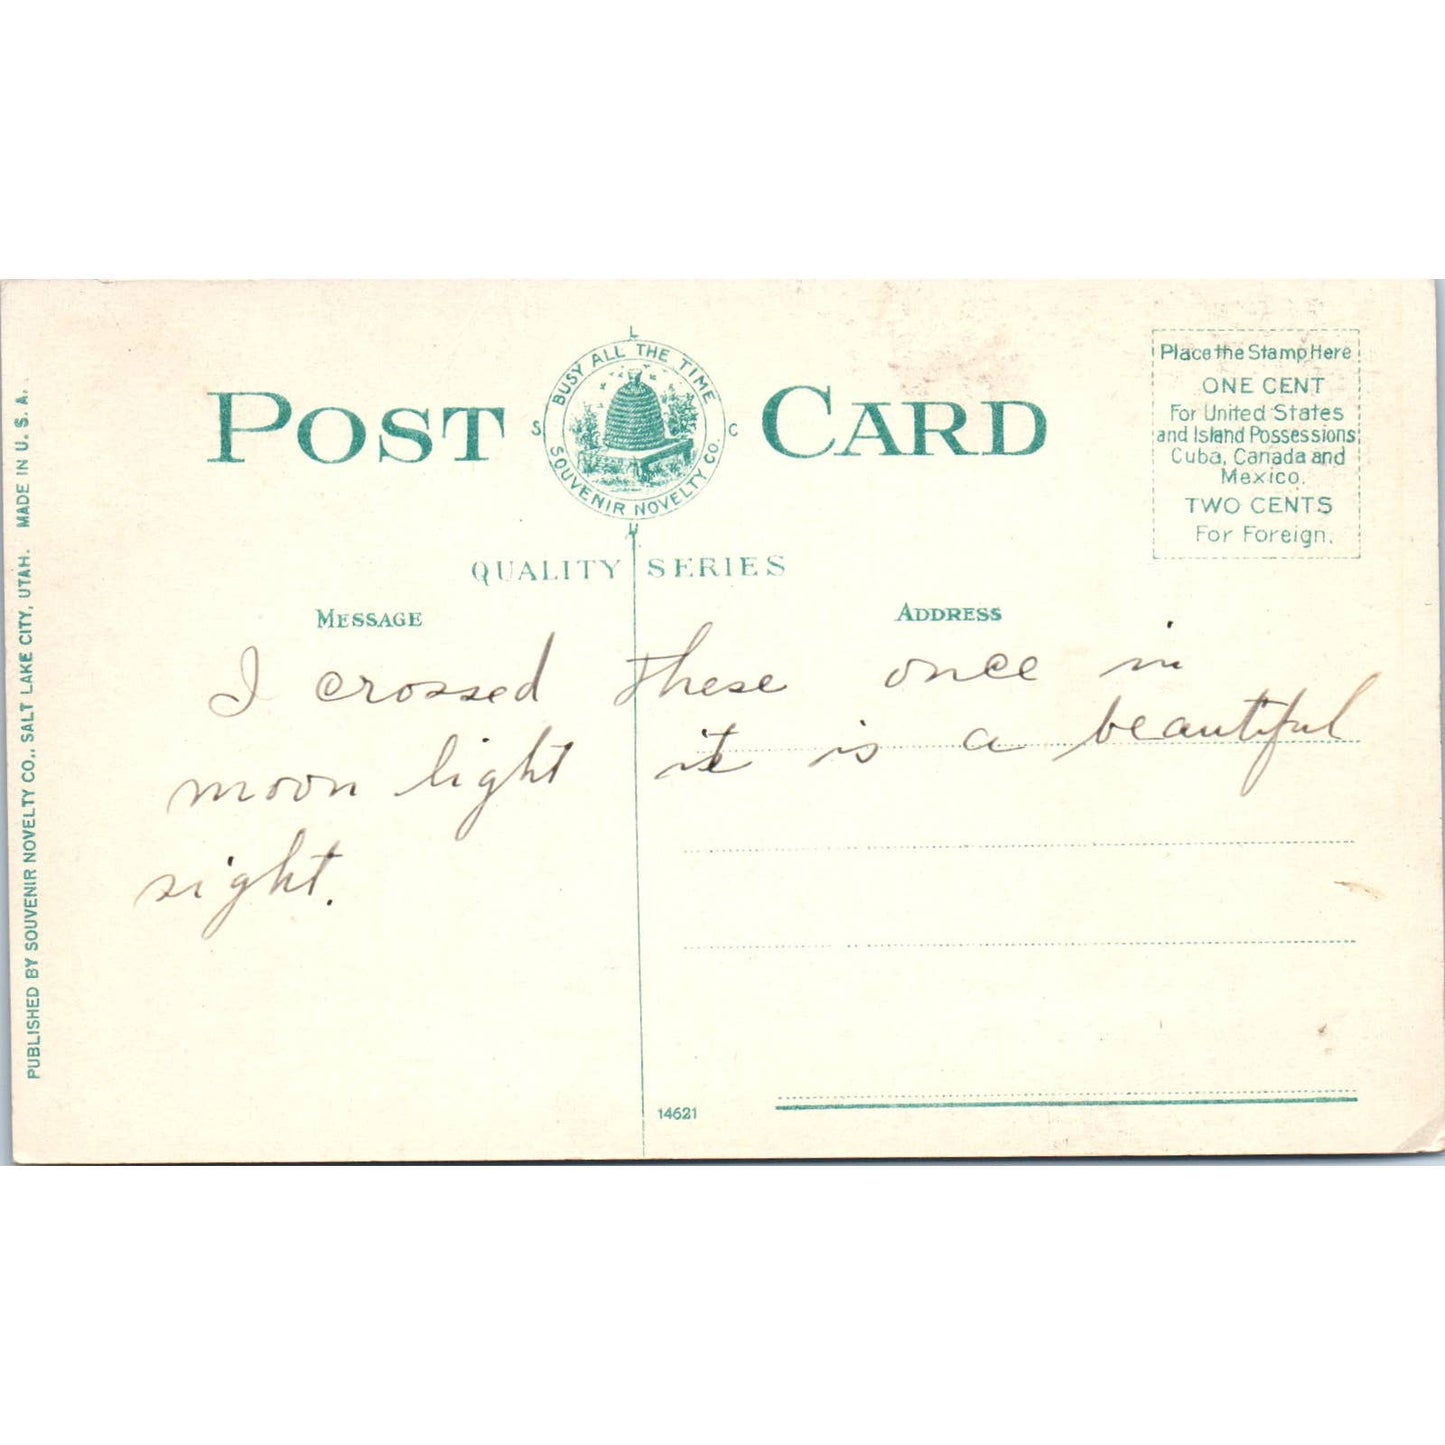 PUBLISHED BY SOUVENIR NOVELTY CO., SALT LAKE CITY, UTAH. MADE IN U. S. A.
POST CARD
L
S C
U
BUSY ALL THE TIME
SOUVENIR NOVELTY CO.
Place the Stamp Here
ONE CENT
For United States
and Island Possessions,
Cuba, Canada and
Mexico.
TWO CENTS
For Foreign.
QUALITY SERIES
MESSAGE
ADDRESS
I crossed these once in
moon light it is a beautiful
sight.
14621